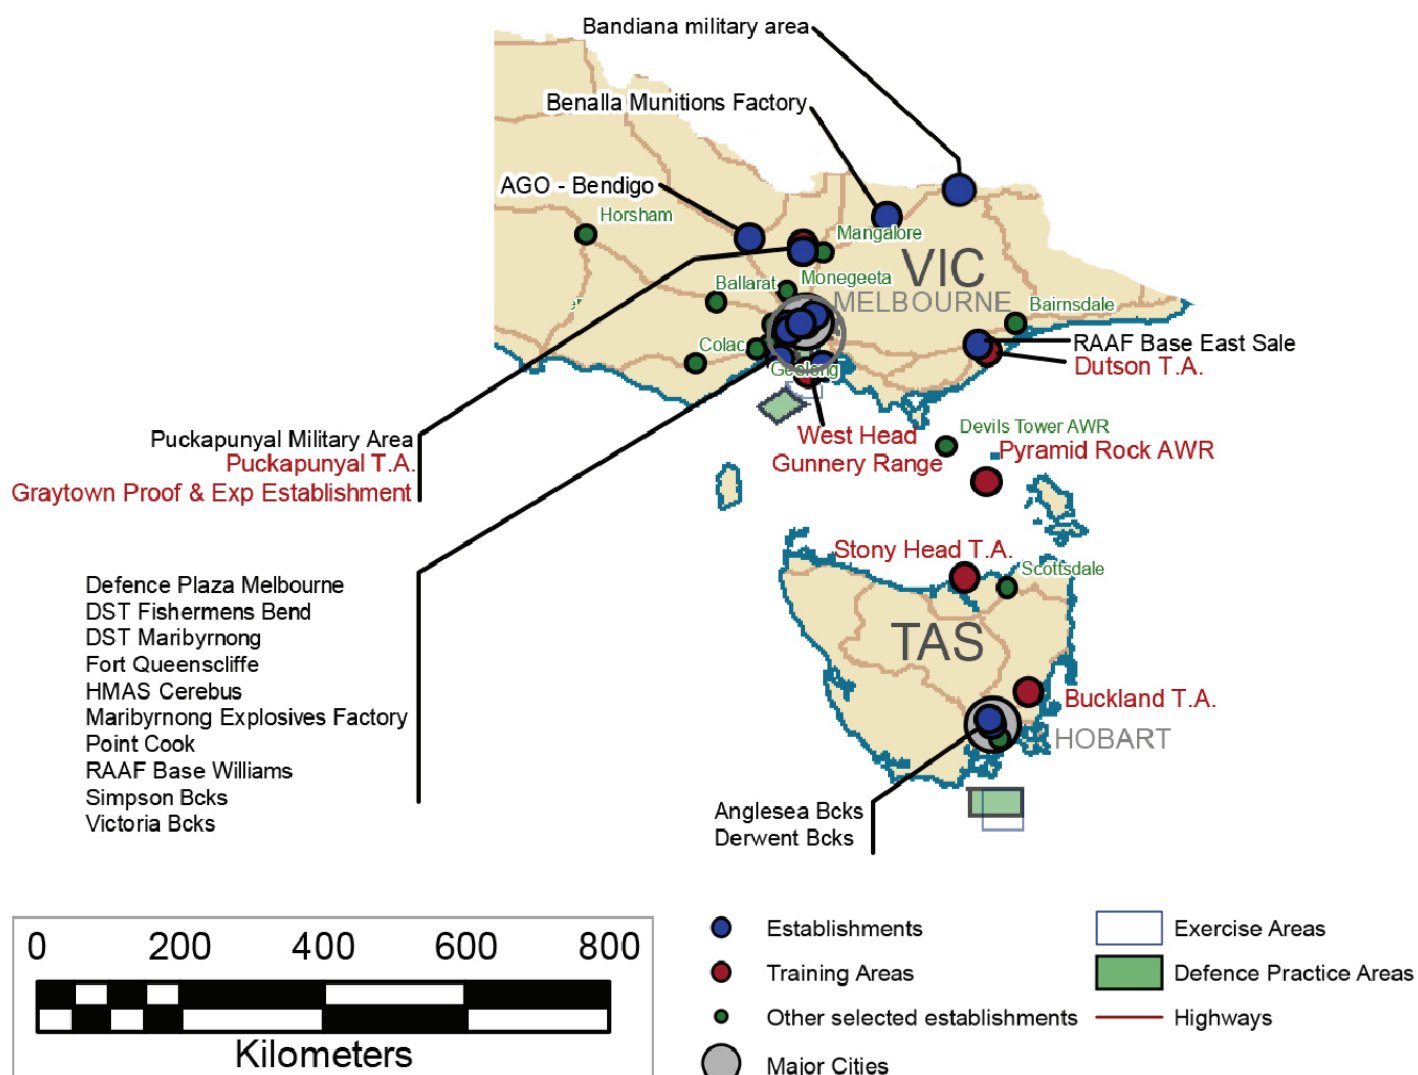 Bandiana military area
Benalla Munitions Factory
AGO - Bendigo
Horsham
Mangalore
VIC
Ballarat
Monegeeta
MELBOURNE
Bairnsdale
Colac
RAAF Base East Sale
Geelong
Dutson T.A.
Devils Tower AWR
West Head
Gunnery Range
Pyramid Rock AWR
Puckapunyal Military Area
Puckapunyal T.A.
Graytown Proof & Exp Establishment
Stony Head T.A.
Scottsdale
Defence Plaza Melbourne
DST Fishermens Bend
DST Maribyrnong
Fort Queenscliffe
HMAS Cerebus
Maribyrnong Explosives Factory
Point Cook
RAAF Base Williams
Simpson Bcks
Victoria Bcks
TAS
Buckland T.A.
HOBART
Anglesea Bcks
Derwent Bcks
0 200 400 600 800
Kilometers
Establishments
Training Areas
Other selected establishments
Major Cities
Exercise Areas
Defence Practice Areas
Highways